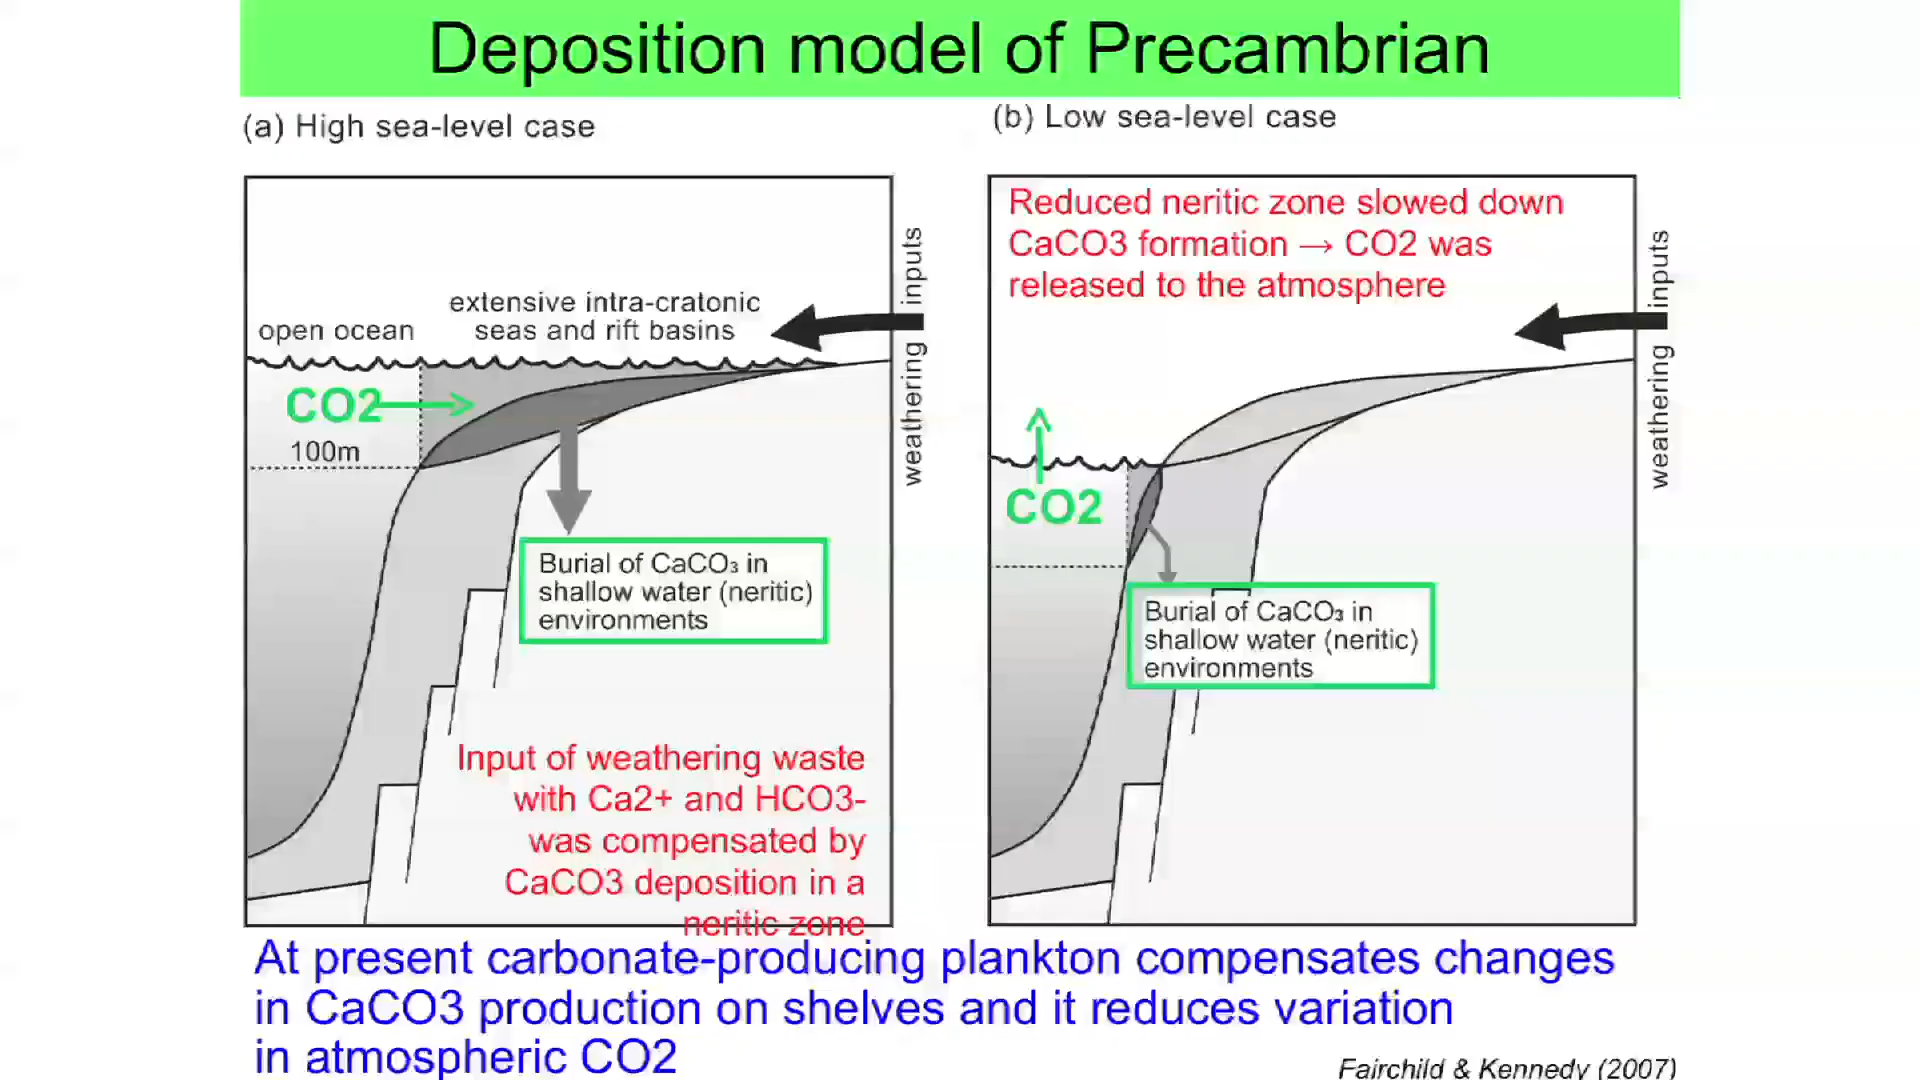 Deposition model of Precambrian
(a) High sea-level case
open ocean
extensive intra-cratonic
seas and rift basins
weathering inputs
CO2
100m
Burial of CaCO₃ in
shallow water (neritic)
environments
Input of weathering waste
with Ca2+ and HCO3-
was compensated by
CaCO3 deposition in a
neritic zone
(b) Low sea-level case
Reduced neritic zone slowed down
CaCO3 formation → CO2 was
released to the atmosphere
weathering inputs
CO2
Burial of CaCO₃ in
shallow water (neritic)
environments
At present carbonate-producing plankton compensates changes
in CaCO3 production on shelves and it reduces variation
in atmospheric CO2
Fairchild & Kennedy (2007)